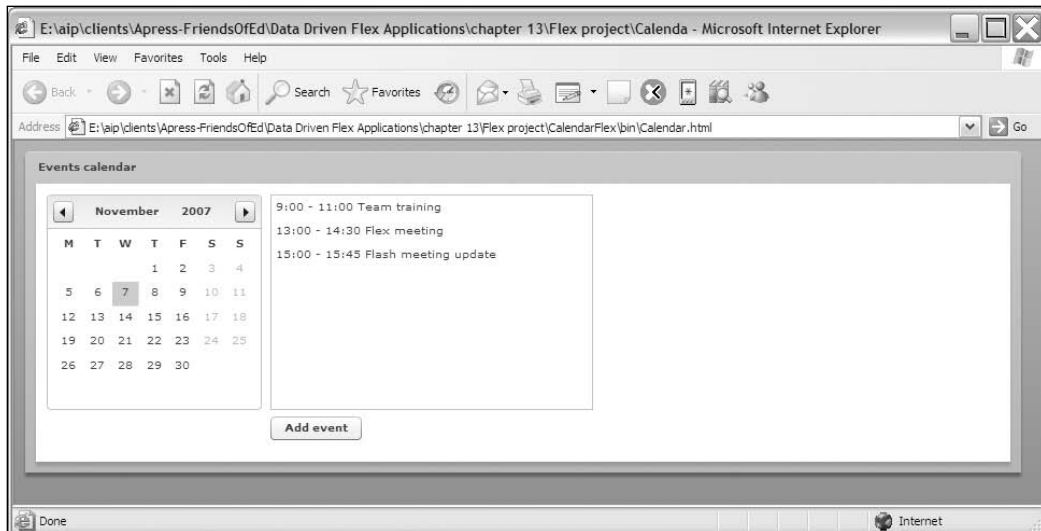 E:\aip\clients\Apress-FriendsOfEd\Data Driven Flex Applications\chapter 13\Flex project\Calenda - Microsoft Internet Explorer
File Edit View Favorites Tools Help
Back Search Favorites
Address E:\aip\clients\Apress-FriendsOfEd\Data Driven Flex Applications\chapter 13\Flex project\CalendarFlex\bin\Calendar.html Go
Events calendar
November 2007
M T W T F S S
1 2 3 4
5 6 7 8 9 10 11
12 13 14 15 16 17 18
19 20 21 22 23 24 25
26 27 28 29 30
9:00 - 11:00 Team training
13:00 - 14:30 Flex meeting
15:00 - 15:45 Flash meeting update
Add event
Done Internet